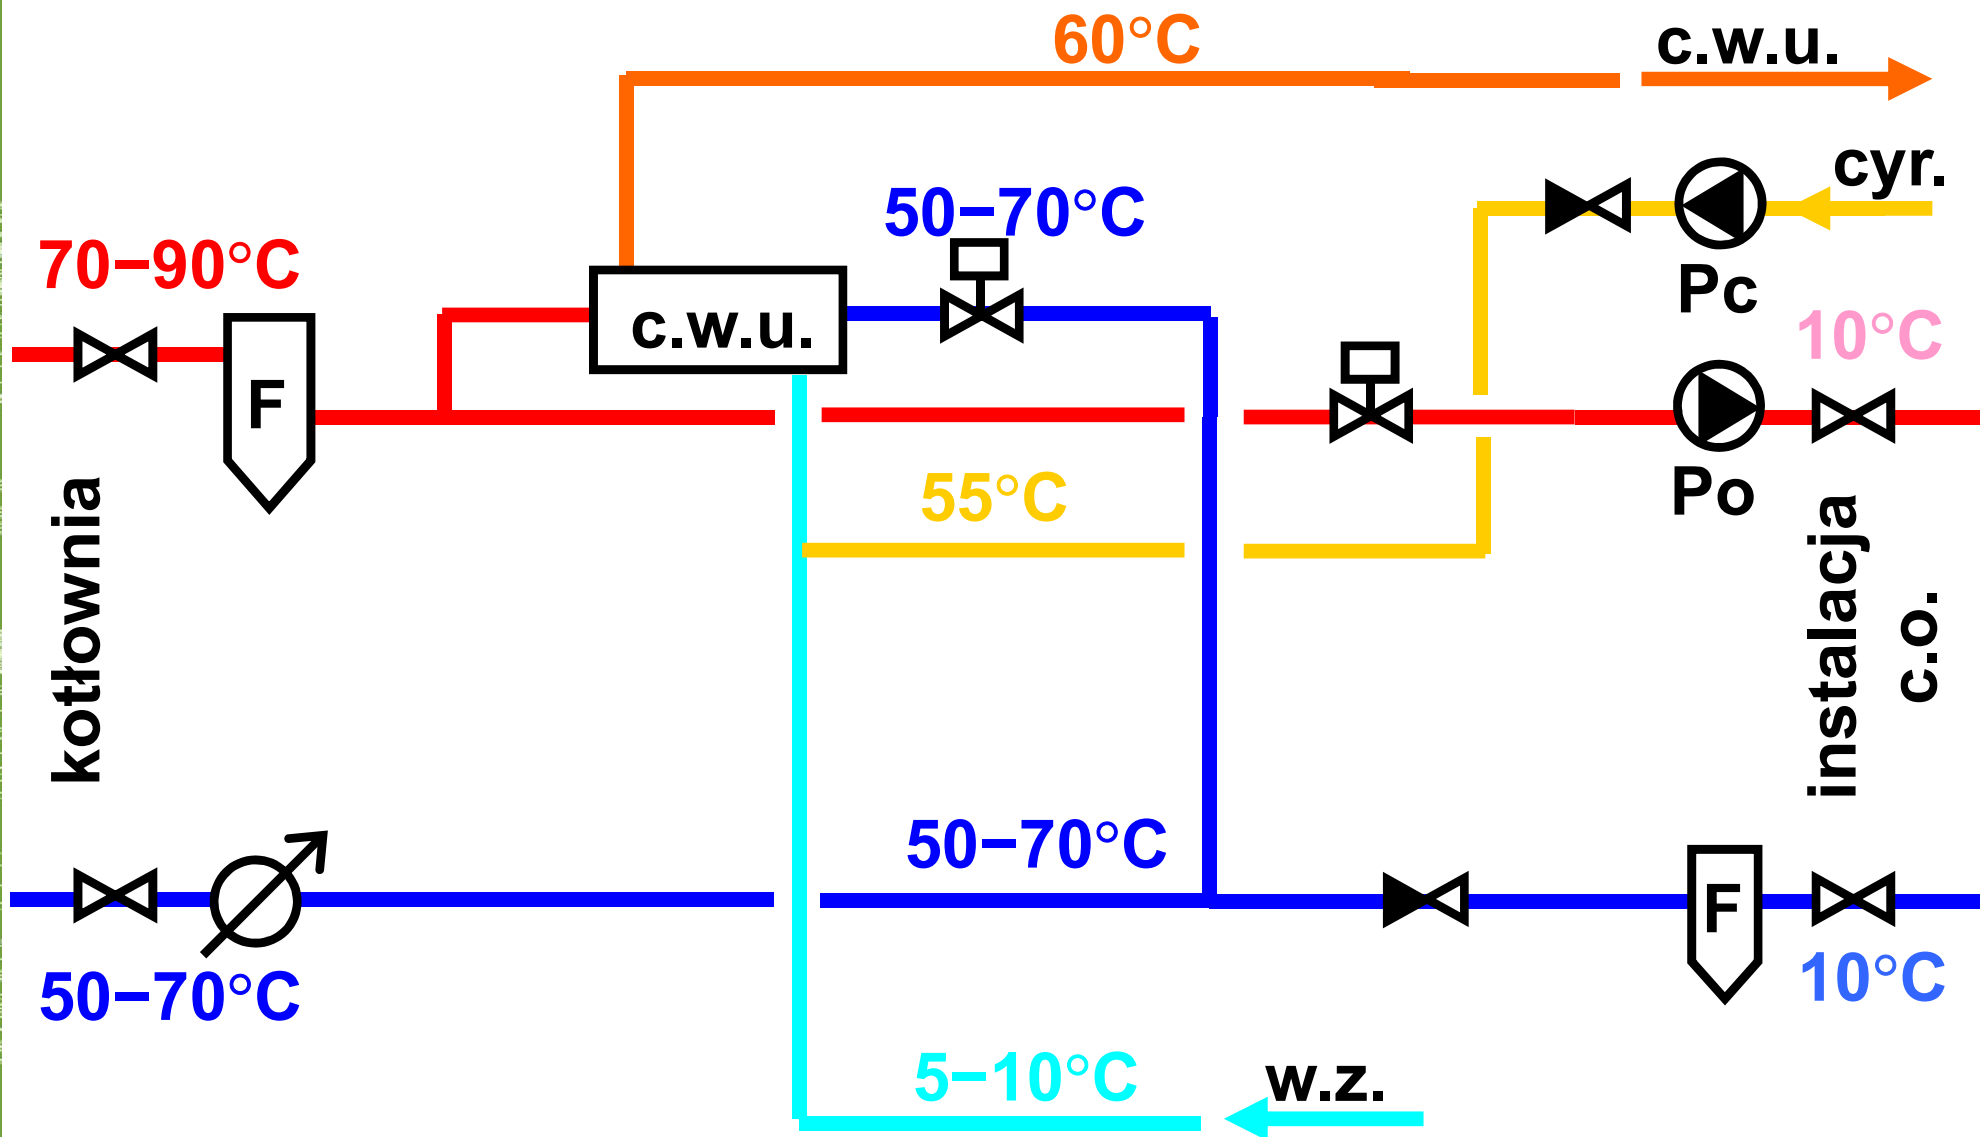 60°C
c.w.u.
cyr.
50–70°C
70–90°C
c.w.u.
Pc
10°C
F
55°C
Po
kotłownia
instalacja
c.o.
50–70°C
F
50–70°C
10°C
5–10°C
w.z.